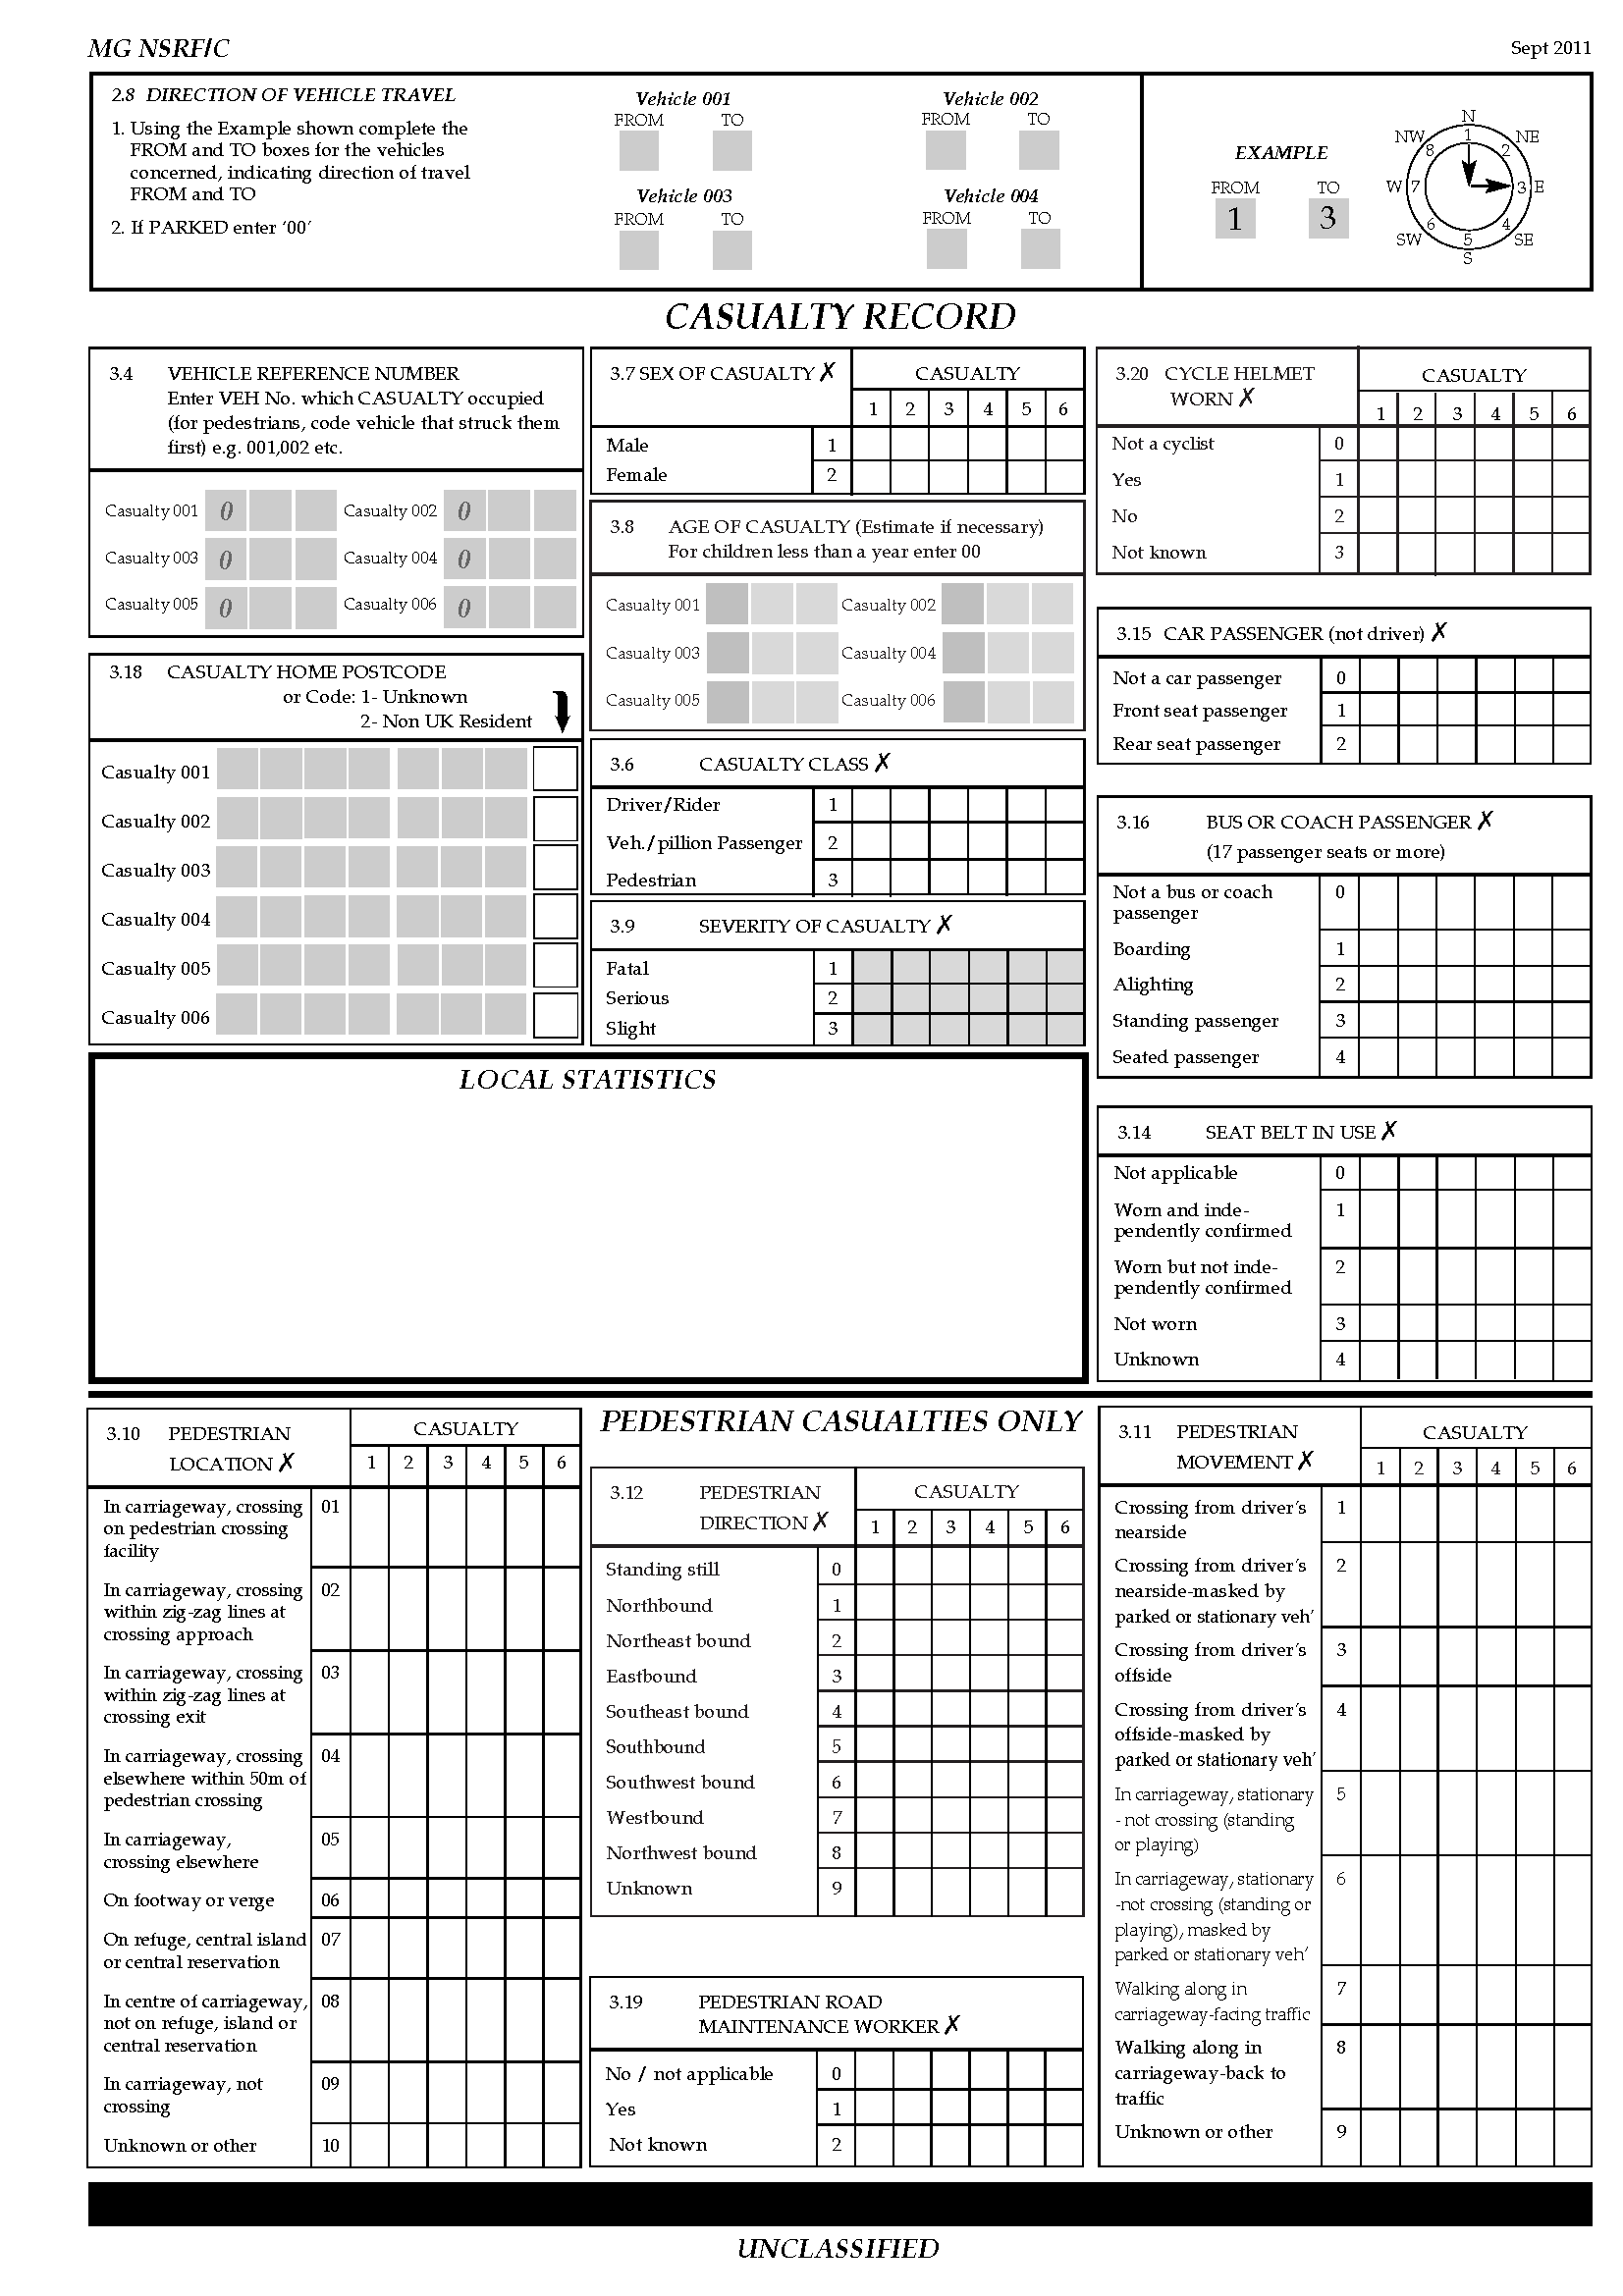 MG NSRF/C
Sept 2011
2.8 DIRECTION OF VEHICLE TRAVEL
1. Using the Example shown complete the
FROM and TO boxes for the vehicles
concerned, indicating direction of travel
FROM and TO
2. If PARKED enter ‘00’
Vehicle 001
FROM TO
Vehicle 002
FROM TO
Vehicle 003
FROM TO
Vehicle 004
FROM TO
EXAMPLE
FROM TO
1 3
N
NW 8 1 2 NE
W 7 3 E
SW 6 5 4 SE
S
CASUALTY RECORD
3.4 VEHICLE REFERENCE NUMBER
Enter VEH No. which CASUALTY occupied
(for pedestrians, code vehicle that struck them
first) e.g. 001,002 etc.
Casualty 001 0 Casualty 002 0
Casualty 003 0 Casualty 004 0
Casualty 005 0 Casualty 006 0
3.18 CASUALTY HOME POSTCODE
or Code: 1- Unknown
2- Non UK Resident
Casualty 001
Casualty 002
Casualty 003
Casualty 004
Casualty 005
Casualty 006
3.7 SEX OF CASUALTY ✗ CASUALTY
1 2 3 4 5 6
Male 1
Female 2
3.8 AGE OF CASUALTY (Estimate if necessary)
For children less than a year enter 00
Casualty 001 Casualty 002
Casualty 003 Casualty 004
Casualty 005 Casualty 006
3.6 CASUALTY CLASS ✗
Driver/Rider 1
Veh./pillion Passenger 2
Pedestrian 3
3.9 SEVERITY OF CASUALTY ✗
Fatal 1
Serious 2
Slight 3
3.20 CYCLE HELMET CASUALTY
WORN ✗
1 2 3 4 5 6
Not a cyclist 0
Yes 1
No 2
Not known 3
3.15 CAR PASSENGER (not driver) ✗
Not a car passenger 0
Front seat passenger 1
Rear seat passenger 2
3.16 BUS OR COACH PASSENGER ✗
(17 passenger seats or more)
Not a bus or coach 0
passenger
Boarding 1
Alighting 2
Standing passenger 3
Seated passenger 4
3.14 SEAT BELT IN USE ✗
Not applicable 0
Worn and inde- 1
pendently confirmed
Worn but not inde- 2
pendently confirmed
Not worn 3
Unknown 4
LOCAL STATISTICS
3.10 PEDESTRIAN CASUALTY
LOCATION ✗ 1 2 3 4 5 6
In carriageway, crossing 01
on pedestrian crossing
facility
In carriageway, crossing 02
within zig-zag lines at
crossing approach
In carriageway, crossing 03
within zig-zag lines at
crossing exit
In carriageway, crossing 04
elsewhere within 50m of
pedestrian crossing
In carriageway, 05
crossing elsewhere
On footway or verge 06
On refuge, central island 07
or central reservation
In centre of carriageway, 08
not on refuge, island or
central reservation
In carriageway, not 09
crossing
Unknown or other 10
PEDESTRIAN CASUALTIES ONLY
3.12 PEDESTRIAN CASUALTY
DIRECTION ✗ 1 2 3 4 5 6
Standing still 0
Northbound 1
Northeast bound 2
Eastbound 3
Southeast bound 4
Southbound 5
Southwest bound 6
Westbound 7
Northwest bound 8
Unknown 9
3.19 PEDESTRIAN ROAD
MAINTENANCE WORKER ✗
No / not applicable 0
Yes 1
Not known 2
3.11 PEDESTRIAN CASUALTY
MOVEMENT ✗ 1 2 3 4 5 6
Crossing from driver’s 1
nearside
Crossing from driver’s 2
nearside-masked by
parked or stationary veh’
Crossing from driver’s 3
offside
Crossing from driver’s 4
offside-masked by
parked or stationary veh’
In carriageway, stationary 5
- not crossing (standing
or playing)
In carriageway, stationary 6
-not crossing (standing or
playing), masked by
parked or stationary veh’
Walking along in 7
carriageway-facing traffic
Walking along in 8
carriageway-back to
traffic
Unknown or other 9
UNCLASSIFIED